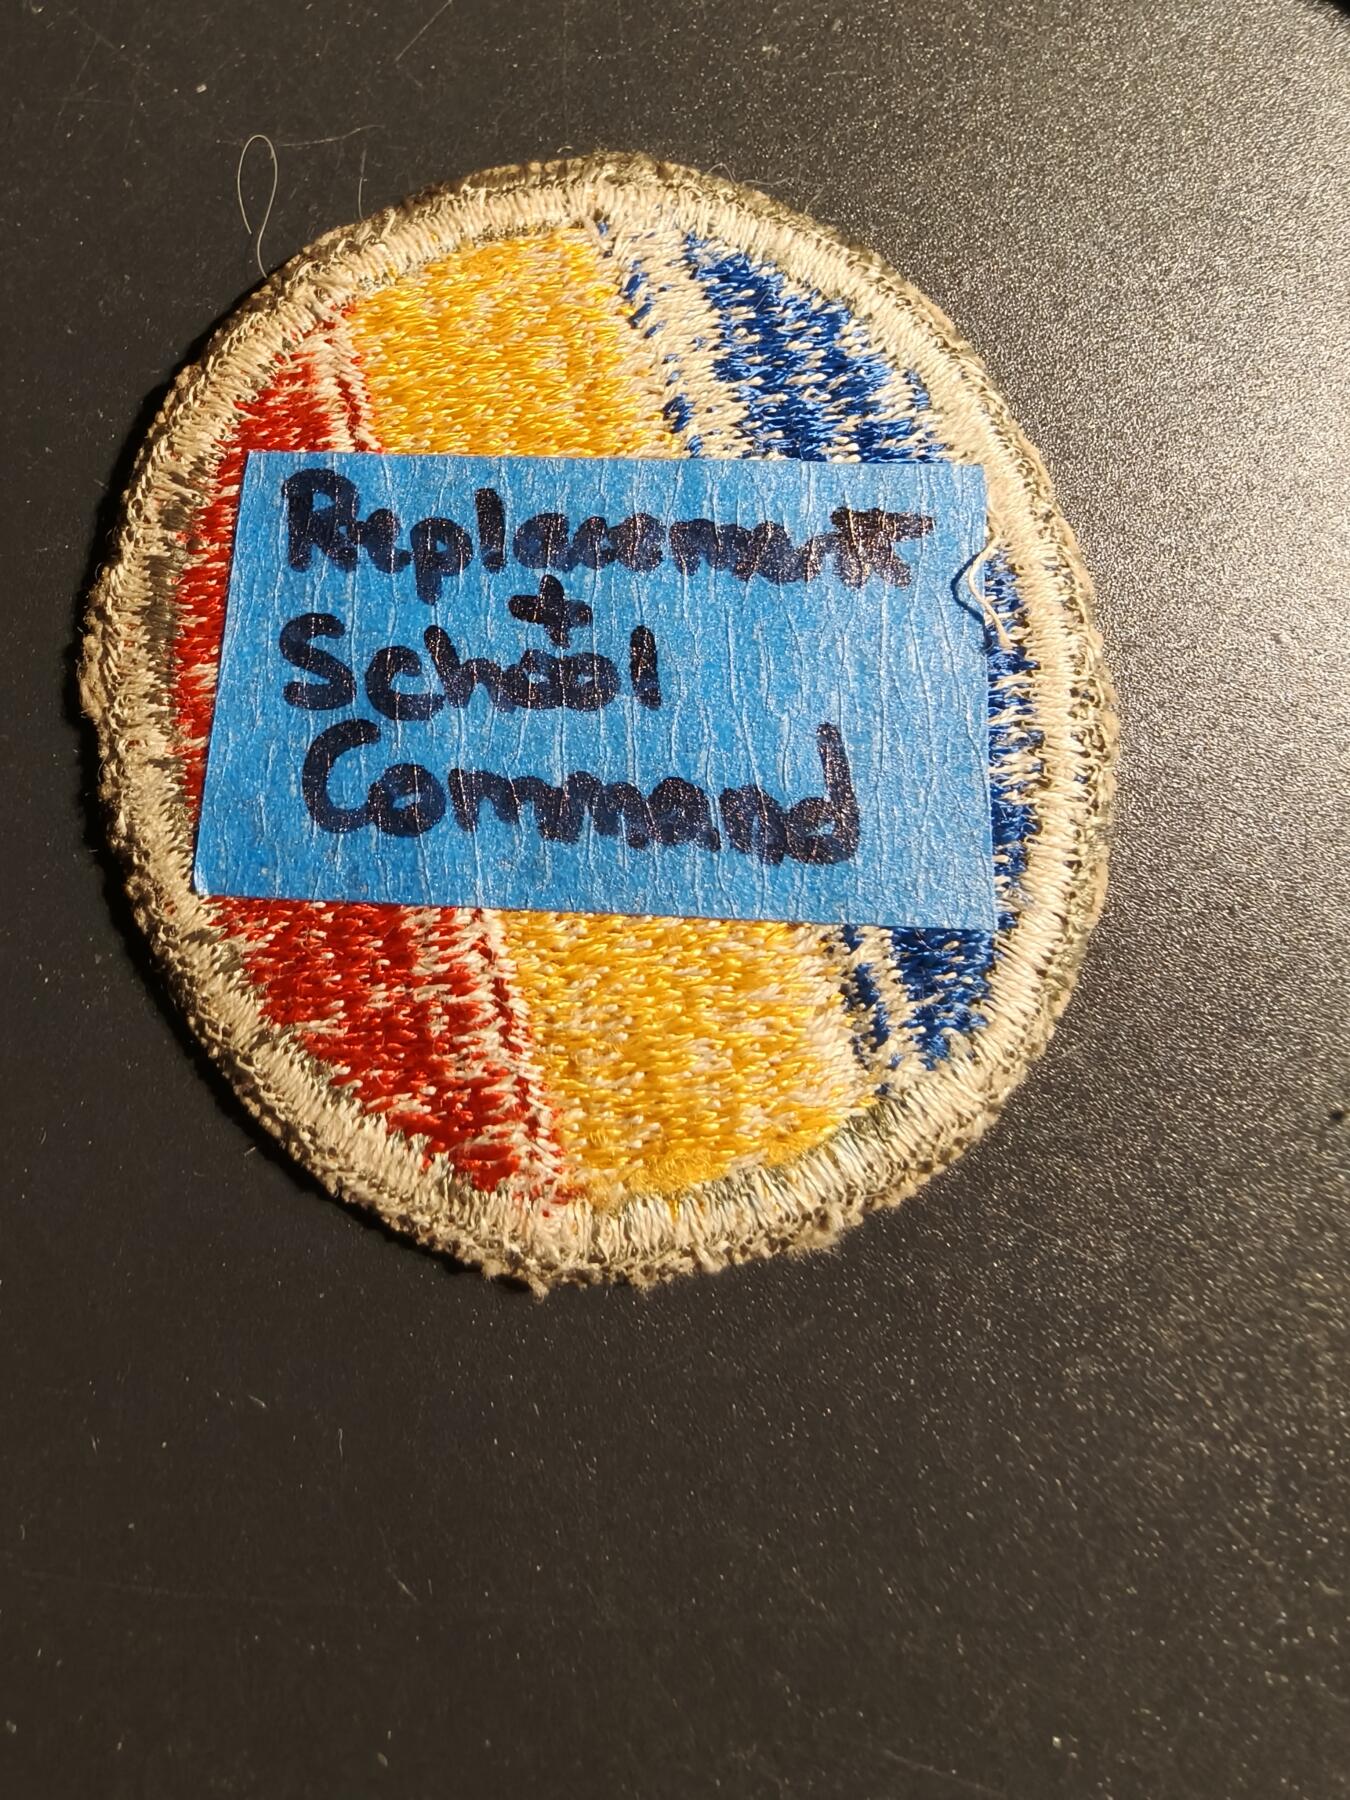 Replacement
+
School
Command